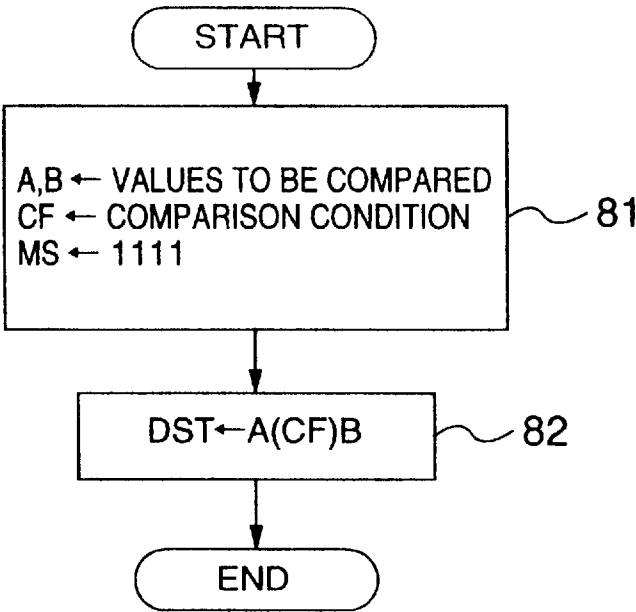 START
A,B ← VALUES TO BE COMPARED
CF ← COMPARISON CONDITION
MS ← 1111
81
DST←A(CF)B
82
END